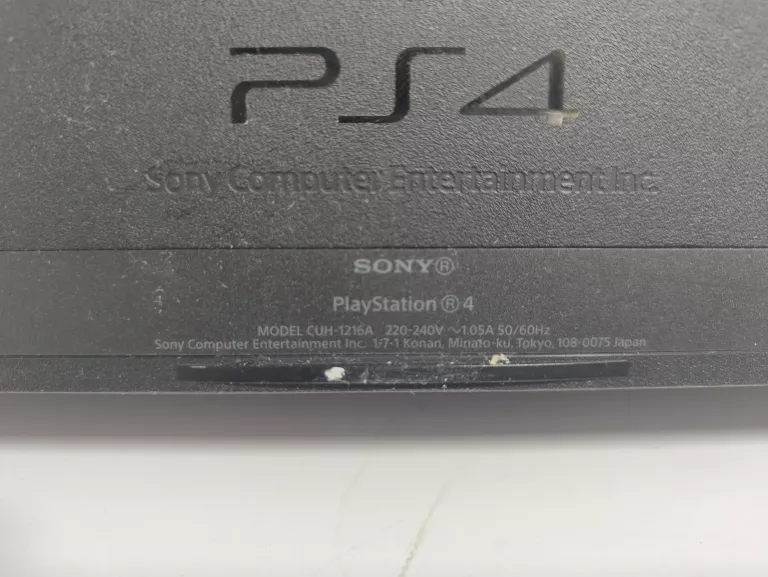 PS4
Sony Computer Entertainment Inc.
SONY®
PlayStation®4
MODEL CUH-1216A 220-240V ~1.05A 50/60Hz
Sony Computer Entertainment Inc. 1-7-1 Konan, Minato-ku, Tokyo, 108-0075 Japan